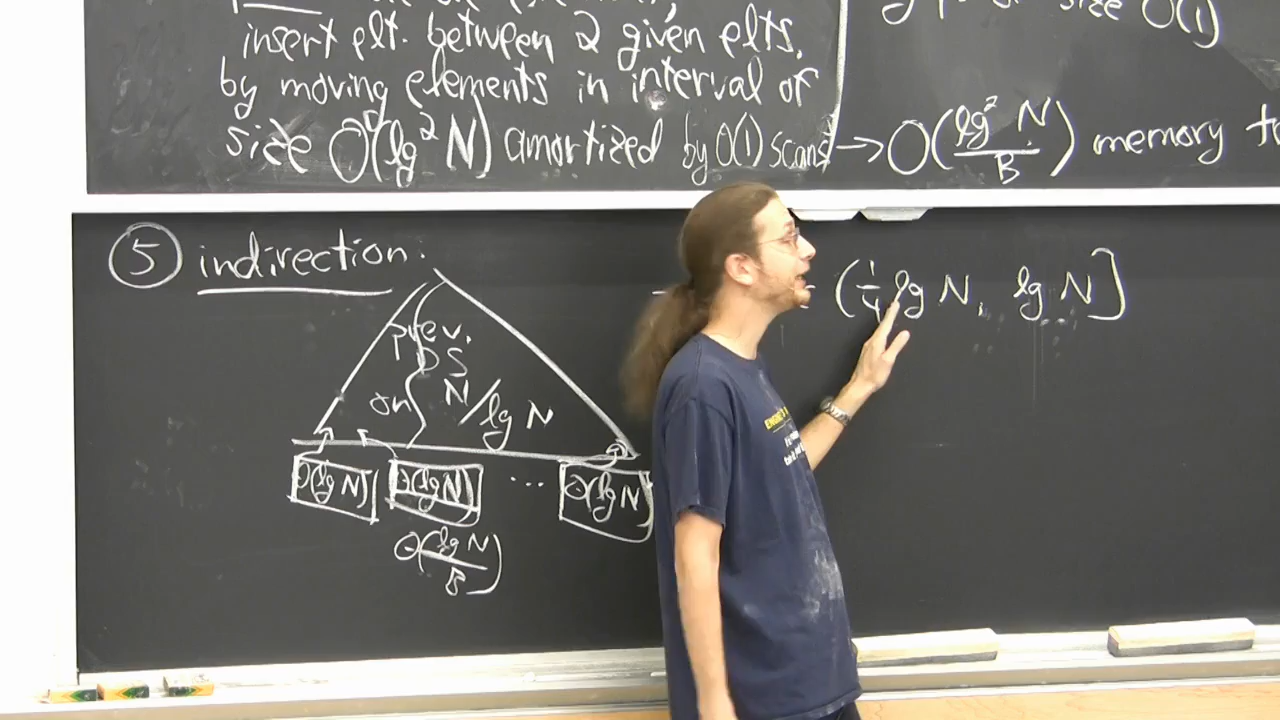 insert elt. between 2 given elts,
by moving elements in interval of
size O(lg² N) amortized by O(1) scans
size O(1)
→ O(lg² N / B) memory
⑤ indirection:
prev.
DS
on N/lg N
Θ(lg N) Θ(lg N) ... Θ(lg N)
Θ(lg N / B)
(¼ lg N, lg N]